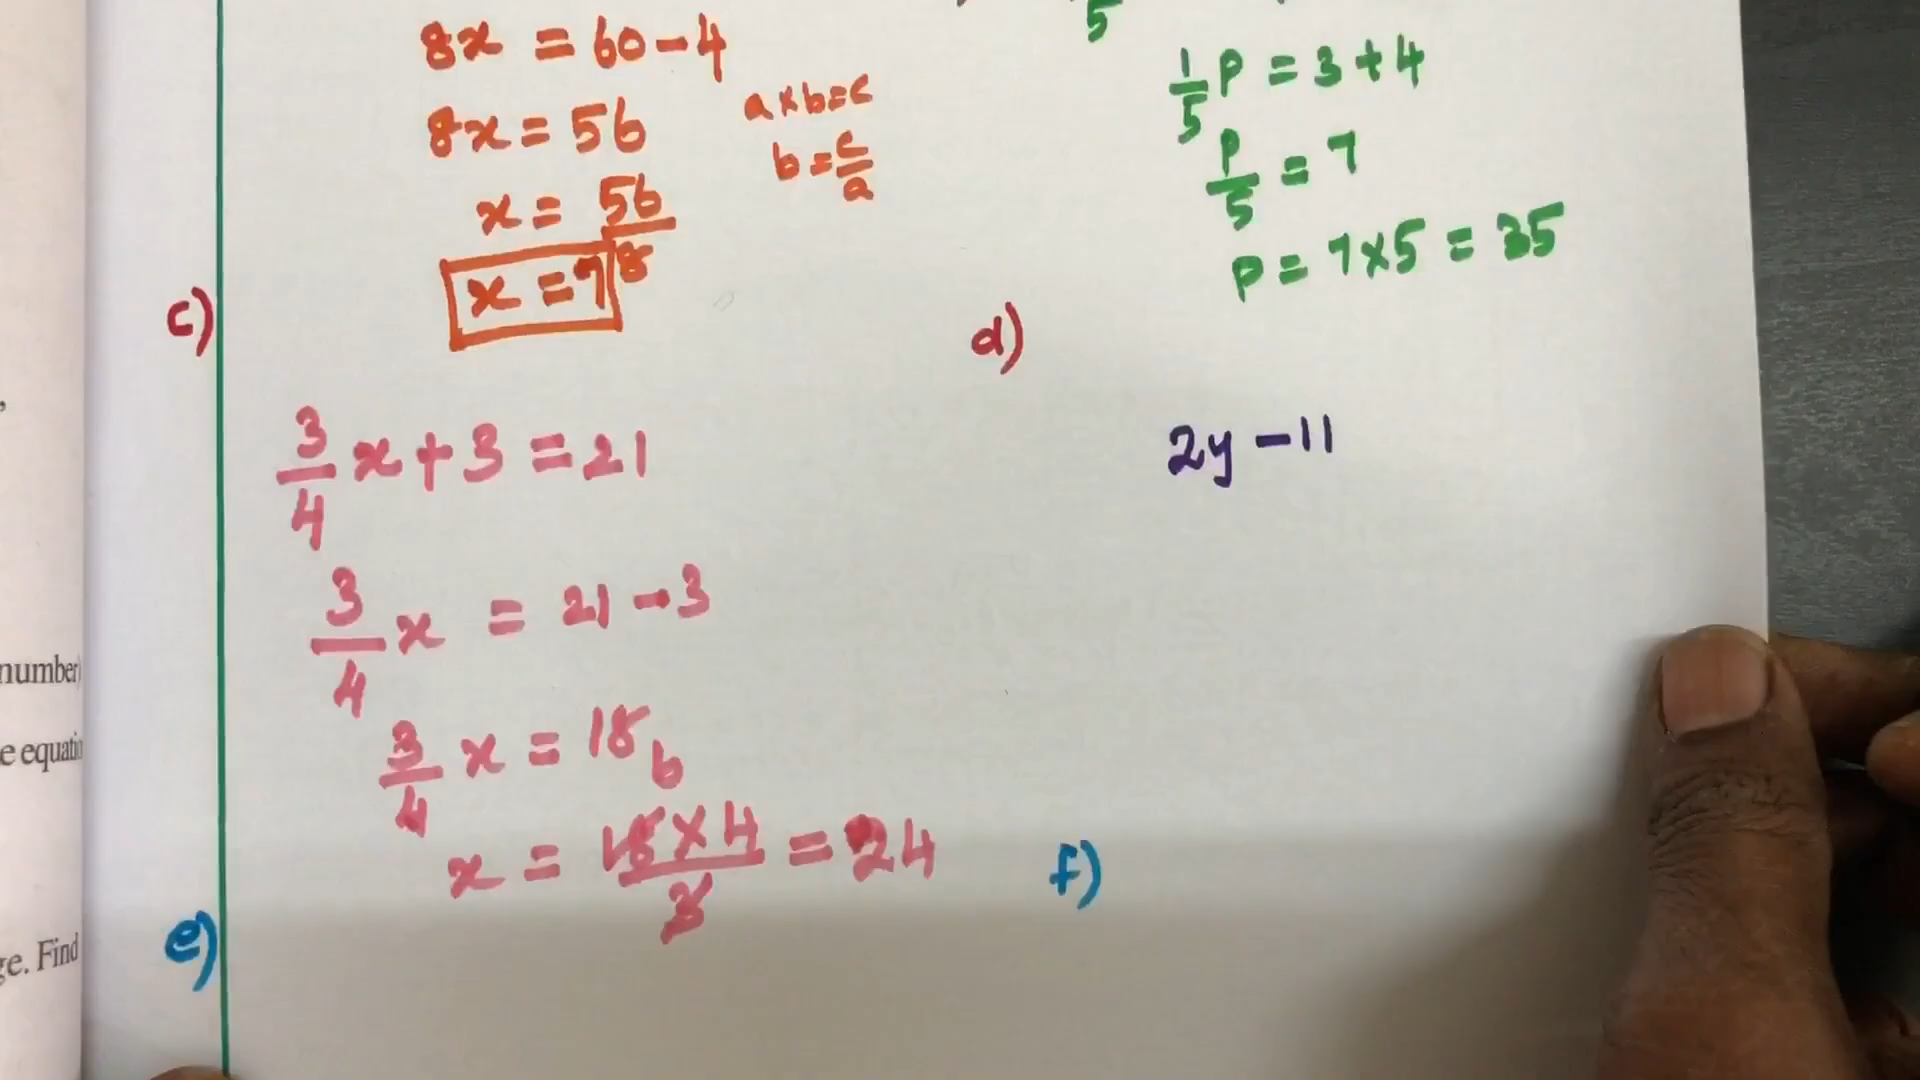 8x = 60 - 4
8x = 56
a x b = c
b = c/a
x = 56/8
x = 7
5
1/5 P = 3 + 4
P/5 = 7
P = 7 x 5 = 35
c)
3/4 x + 3 = 21
3/4 x = 21 - 3
3/4 x = 18
6
x = 18 x 4/3 = 24
d)
2y - 11
e)
f)
number)
e equatio
ge. Find